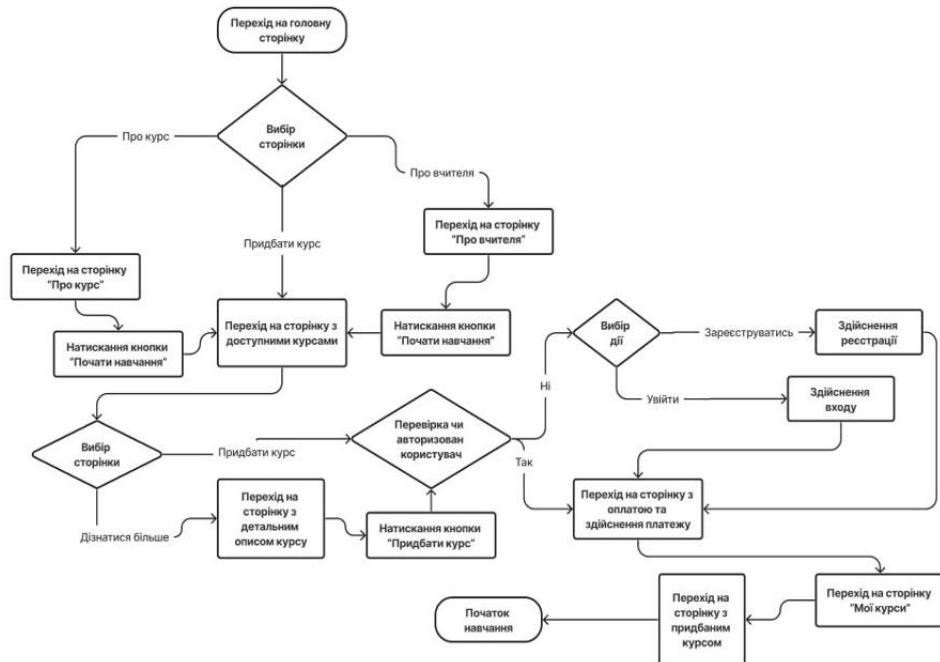 Перехід на головну
сторінку
Вибір
сторінки
Про курс
Про вчителя
Придбати курс
Перехід на сторінку
"Про вчителя"
Перехід на сторінку
"Про курс"
Натискання кнопки
"Почати навчання"
Перехід на сторінку з
доступними курсами
Натискання кнопки
"Почати навчання"
Вибір
дії
Зареєструватись
Здійснення
реєстрації
Ні
Увійти
Здійснення
входу
Вибір
сторінки
Придбати курс
Перевірка чи
авторизован
користувач
Так
Дізнатися більше
Перехід на
сторінку з
детальним
описом курсу
Натискання кнопки
"Придбати курс"
Перехід на сторінку з
оплатою та
здійснення платежу
Перехід на сторінку
"Мої курси"
Перехід на
сторінку з
придбаним
курсом
Початок
навчання